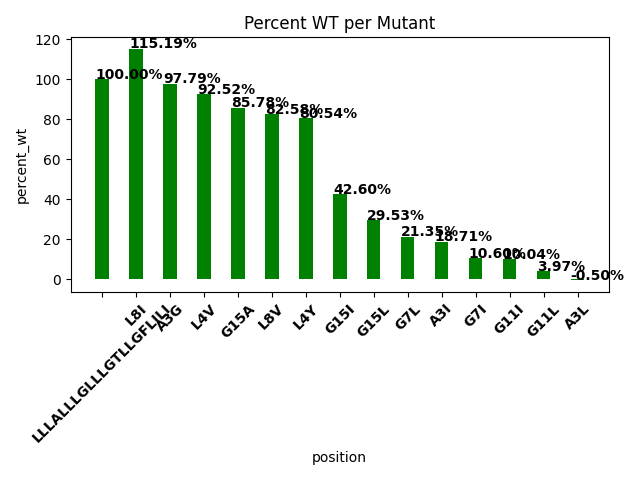 Percent WT per Mutant
120
100
80
60
40
20
0
percent_wt
100.00%
115.19%
97.79%
92.52%
85.78%
82.58%
80.54%
42.60%
29.53%
21.35%
18.71%
10.60%
10.04%
3.97%
-0.50%
L8I
A3G
L4V
G15A
L8V
L4Y
G15I
G15L
G7L
A3I
G7I
G11I
G11L
A3L
position